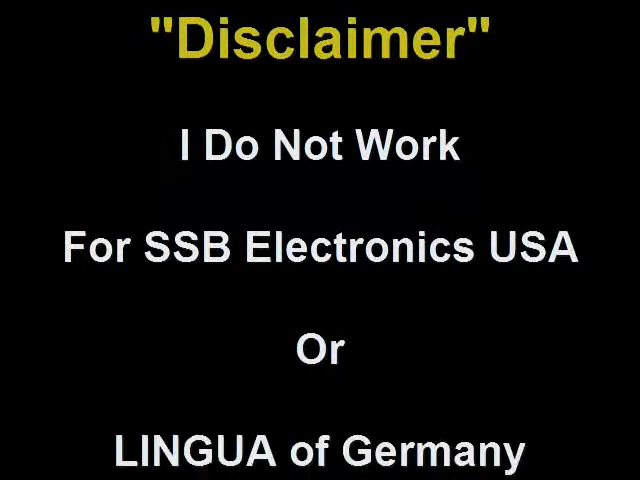 "Disclaimer"
I Do Not Work
For SSB Electronics USA
Or
LINGUA of Germany